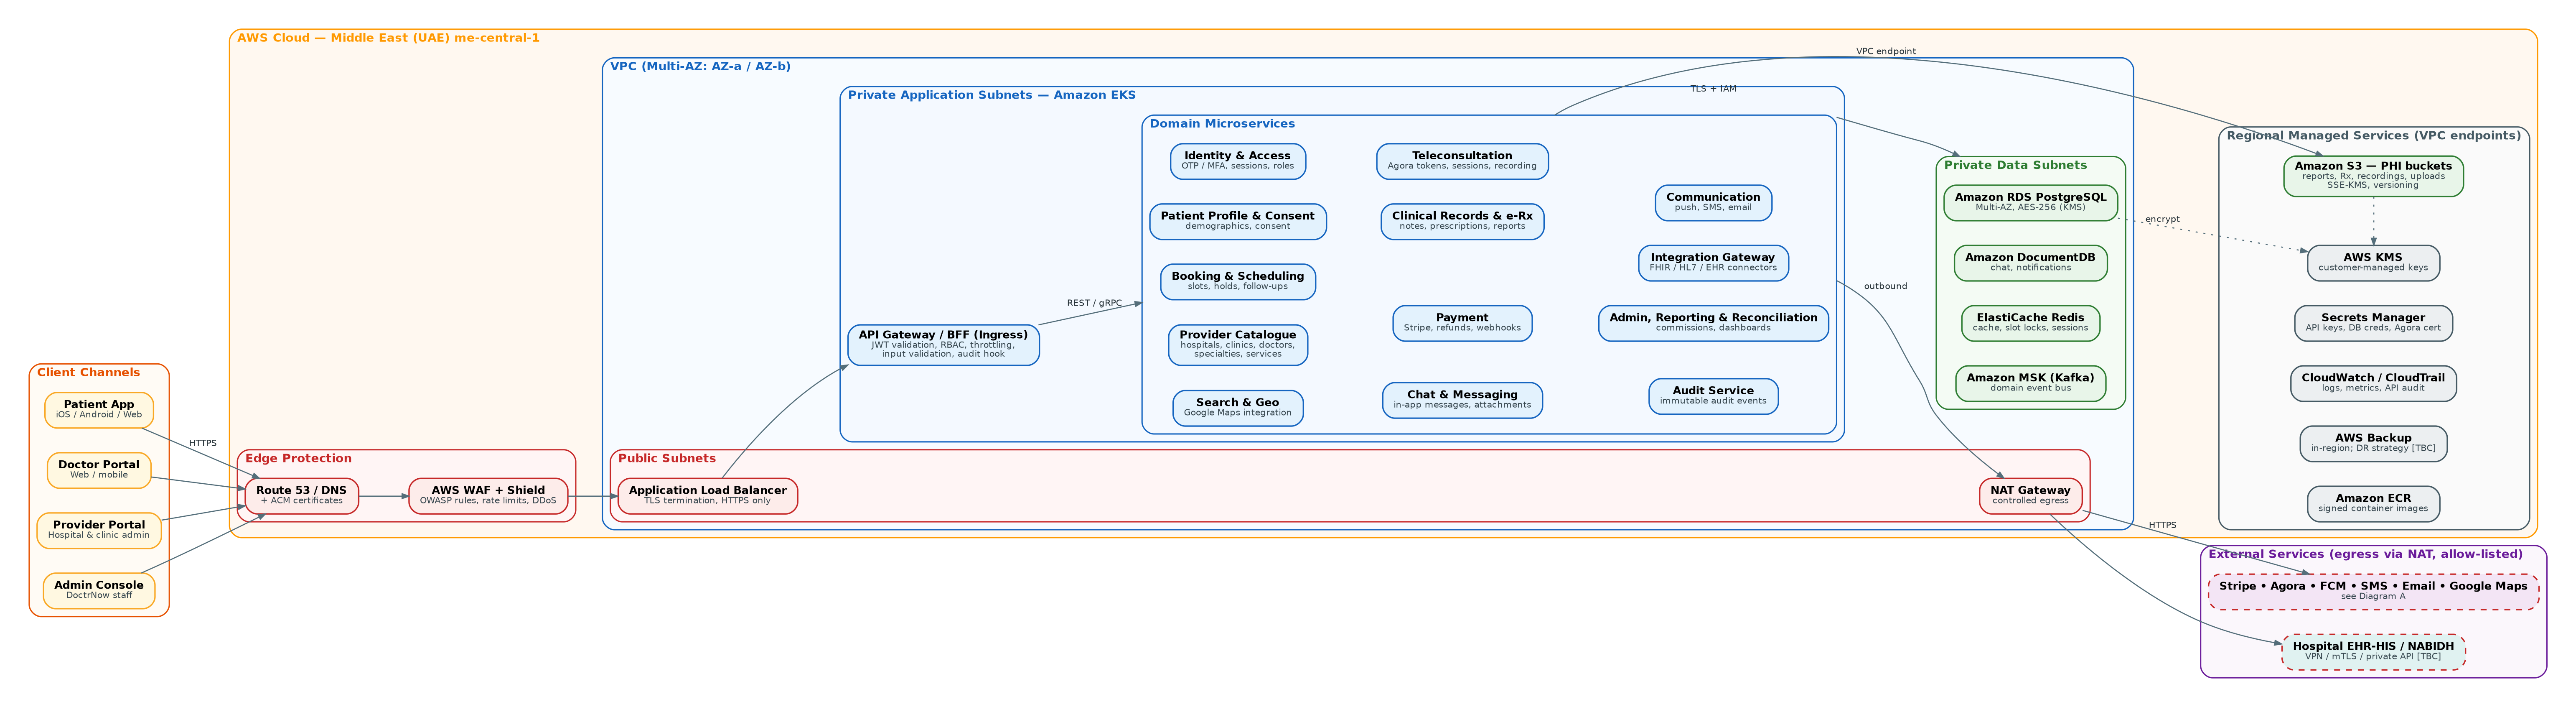 AWS Cloud — Middle East (UAE) me-central-1
VPC endpoint
VPC (Multi-AZ: AZ-a / AZ-b)
TLS + IAM
Private Application Subnets — Amazon EKS
Domain Microservices
Identity & Access
OTP / MFA, sessions, roles
Patient Profile & Consent
demographics, consent
Booking & Scheduling
slots, holds, follow-ups
Provider Catalogue
hospitals, clinics, doctors,
specialties, services
Search & Geo
Google Maps integration
Teleconsultation
Agora tokens, sessions, recording
Clinical Records & e-Rx
notes, prescriptions, reports
Payment
Stripe, refunds, webhooks
Chat & Messaging
in-app messages, attachments
Communication
push, SMS, email
Integration Gateway
FHIR / HL7 / EHR connectors
Admin, Reporting & Reconciliation
commissions, dashboards
Audit Service
immutable audit events
REST / gRPC
API Gateway / BFF (Ingress)
JWT validation, RBAC, throttling,
input validation, audit hook
outbound
Private Data Subnets
Amazon RDS PostgreSQL
Multi-AZ, AES-256 (KMS)
Amazon DocumentDB
chat, notifications
ElastiCache Redis
cache, slot locks, sessions
Amazon MSK (Kafka)
domain event bus
encrypt
Regional Managed Services (VPC endpoints)
Amazon S3 — PHI buckets
reports, Rx, recordings, uploads
SSE-KMS, versioning
AWS KMS
customer-managed keys
Secrets Manager
API keys, DB creds, Agora cert
CloudWatch / CloudTrail
logs, metrics, API audit
AWS Backup
in-region; DR strategy [TBC]
Amazon ECR
signed container images
Client Channels
Patient App
iOS / Android / Web
Doctor Portal
Web / mobile
Provider Portal
Hospital & clinic admin
Admin Console
DoctrNow staff
HTTPS
Edge Protection
Route 53 / DNS
+ ACM certificates
AWS WAF + Shield
OWASP rules, rate limits, DDoS
Public Subnets
Application Load Balancer
TLS termination, HTTPS only
NAT Gateway
controlled egress
HTTPS
External Services (egress via NAT, allow-listed)
Stripe • Agora • FCM • SMS • Email • Google Maps
see Diagram A
Hospital EHR-HIS / NABIDH
VPN / mTLS / private API [TBC]